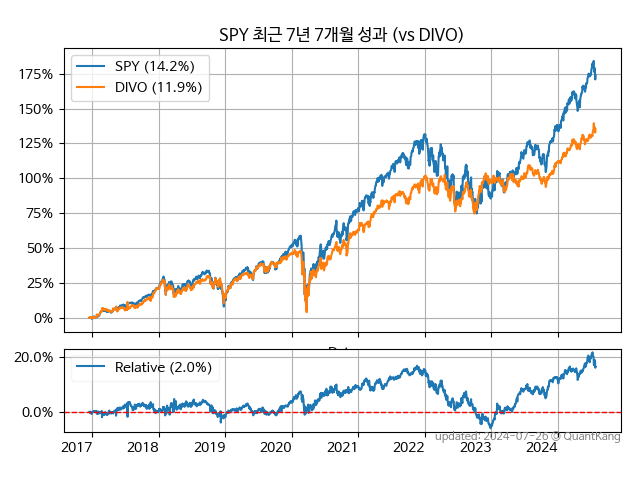 SPY 최근 7년 7개월 성과 (vs DIVO)
SPY (14.2%)
DIVO (11.9%)
175%
150%
125%
100%
75%
50%
25%
0%
Relative (2.0%)
20.0%
0.0%
2017 2018 2019 2020 2021 2022 2023 2024
updated: 2024-07-26 © QuantKang